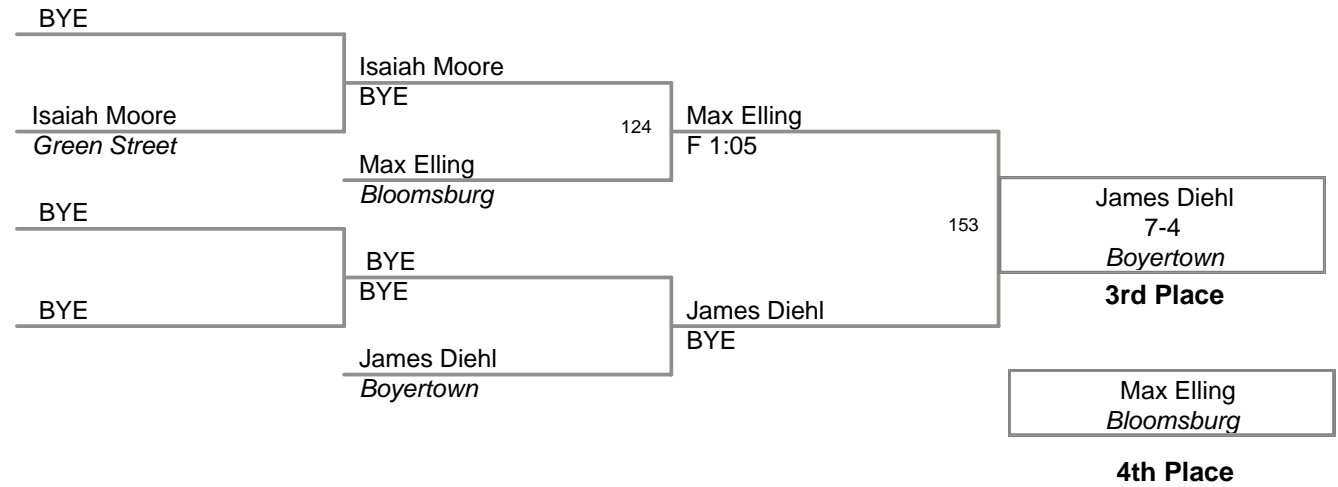 BYE
Isaiah Moore
Green Street
BYE
BYE
Isaiah Moore
BYE
Max Elling
Bloomsburg
BYE
BYE
James Diehl
Boyertown
124
Max Elling
F 1:05
James Diehl
BYE
153
James Diehl
7-4
Boyertown
3rd Place
Max Elling
Bloomsburg
4th Place